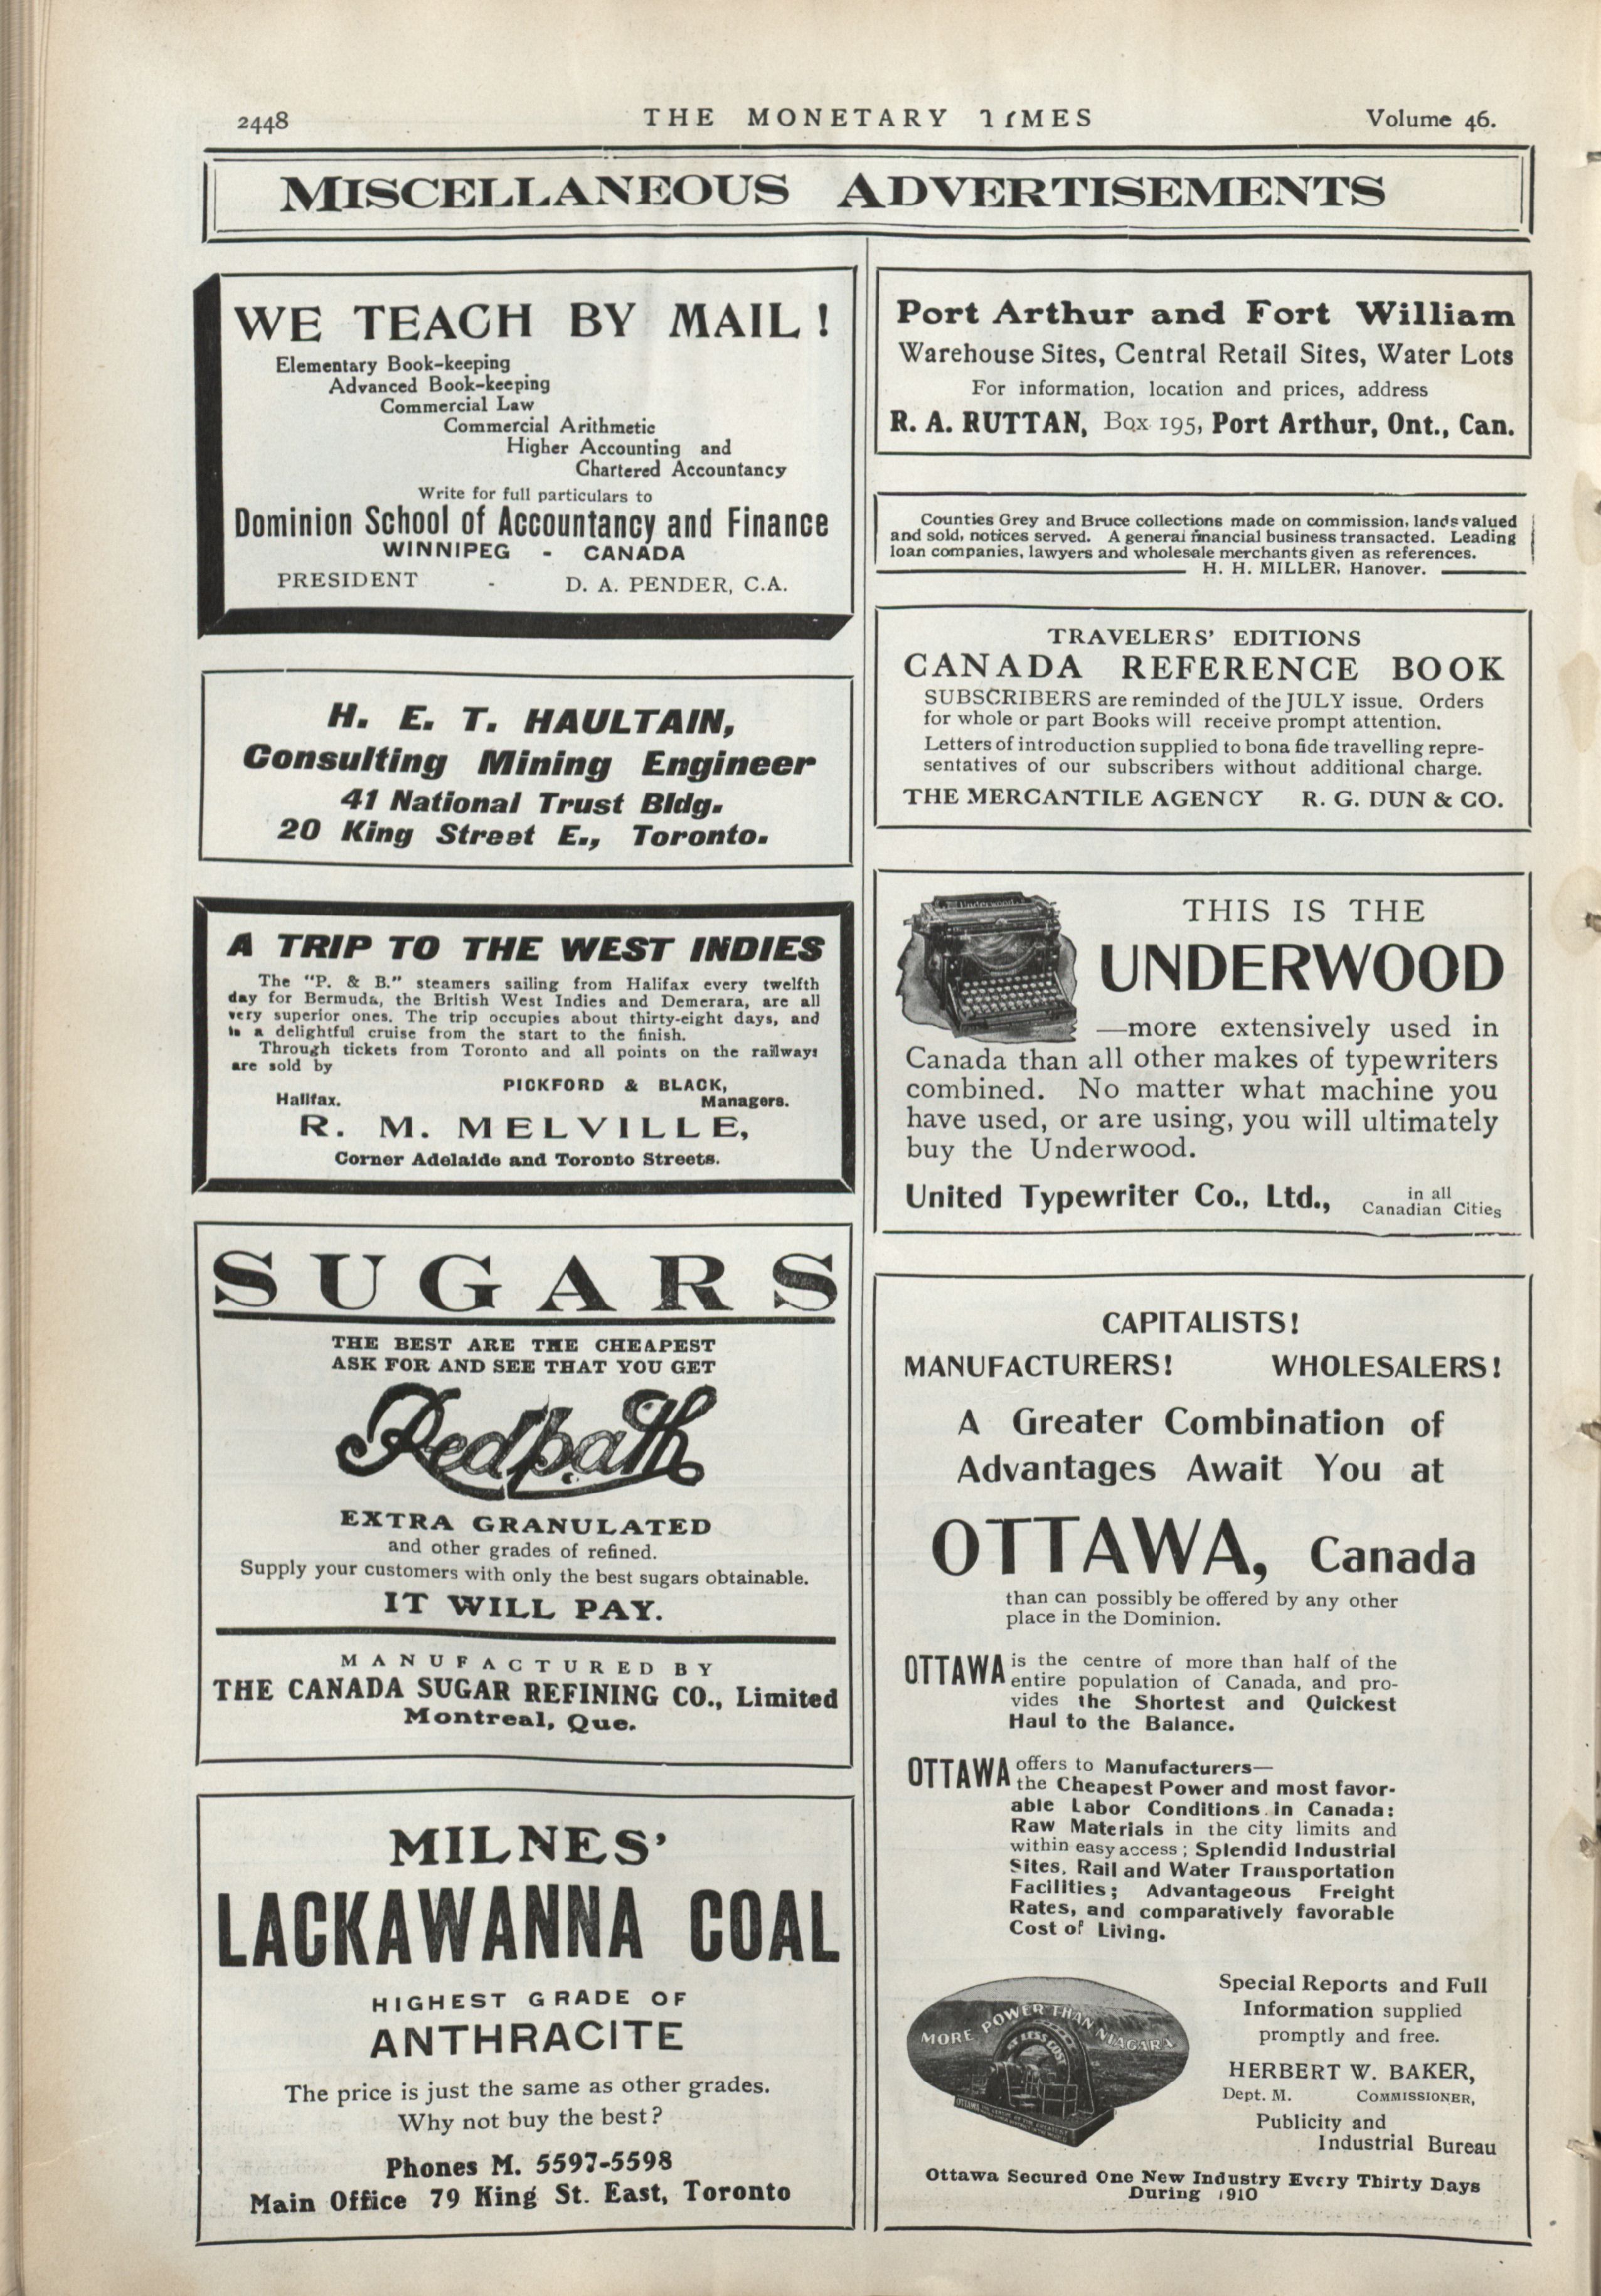 2448
THE MONETARY TIMES
Volume 46.
MISCELLANEOUS ADVERTISEMENTS
WE TEACH BY MAIL!
Elementary Book-keeping
Advanced Book-keeping
Commercial Law
Commercial Arithmetic
Higher Accounting and
Chartered Accountancy
Write for full particulars to
Dominion School of Accountancy and Finance
WINNIPEG - CANADA
PRESIDENT - D. A. PENDER, C.A.
H. E. T. HAULTAIN,
Consulting Mining Engineer
41 National Trust Bldg.
20 King Street E., Toronto.
A TRIP TO THE WEST INDIES
The "P. & B." steamers sailing from Halifax every twelfth
day for Bermuda, the British West Indies and Demerara, are all
very superior ones. The trip occupies about thirty-eight days, and
is a delightful cruise from the start to the finish.
Through tickets from Toronto and all points on the railways
are sold by
PICKFORD & BLACK,
Halifax. Managers.
R. M. MELVILLE,
Corner Adelaide and Toronto Streets.
SUGARS
THE BEST ARE THE CHEAPEST
ASK FOR AND SEE THAT YOU GET
Redpath
EXTRA GRANULATED
and other grades of refined.
Supply your customers with only the best sugars obtainable.
IT WILL PAY.
MANUFACTURED BY
THE CANADA SUGAR REFINING CO., Limited
Montreal, Que.
MILNES'
LACKAWANNA COAL
HIGHEST GRADE OF
ANTHRACITE
The price is just the same as other grades.
Why not buy the best?
Phones M. 5597-5598
Main Office 79 King St. East, Toronto
Port Arthur and Fort William
Warehouse Sites, Central Retail Sites, Water Lots
For information, location and prices, address
R. A. RUTTAN, Box 195, Port Arthur, Ont., Can.
Counties Grey and Bruce collections made on commission, lands valued
and sold, notices served. A general financial business transacted. Leading
loan companies, lawyers and wholesale merchants given as references.
H. H. MILLER, Hanover.
TRAVELERS' EDITIONS
CANADA REFERENCE BOOK
SUBSCRIBERS are reminded of the JULY issue. Orders
for whole or part Books will receive prompt attention.
Letters of introduction supplied to bona fide travelling repre-
sentatives of our subscribers without additional charge.
THE MERCANTILE AGENCY R. G. DUN & CO.
Underwood
THIS IS THE
UNDERWOOD
—more extensively used in
Canada than all other makes of typewriters
combined. No matter what machine you
have used, or are using, you will ultimately
buy the Underwood.
United Typewriter Co., Ltd., in all
Canadian Cities
CAPITALISTS!
MANUFACTURERS! WHOLESALERS!
A Greater Combination of
Advantages Await You at
OTTAWA, Canada
than can possibly be offered by any other
place in the Dominion.
OTTAWA is the centre of more than half of the
entire population of Canada, and pro-
vides the Shortest and Quickest
Haul to the Balance.
OTTAWA offers to Manufacturers—
the Cheapest Power and most favor-
able Labor Conditions in Canada:
Raw Materials in the city limits and
within easy access; Splendid Industrial
Sites, Rail and Water Transportation
Facilities; Advantageous Freight
Rates, and comparatively favorable
Cost of Living.
MORE POWER THAN NIAGARA
AT LESS COST
Special Reports and Full
Information supplied
promptly and free.
HERBERT W. BAKER,
Dept. M. COMMISSIONER,
Publicity and
Industrial Bureau
Ottawa Secured One New Industry Every Thirty Days
During 1910